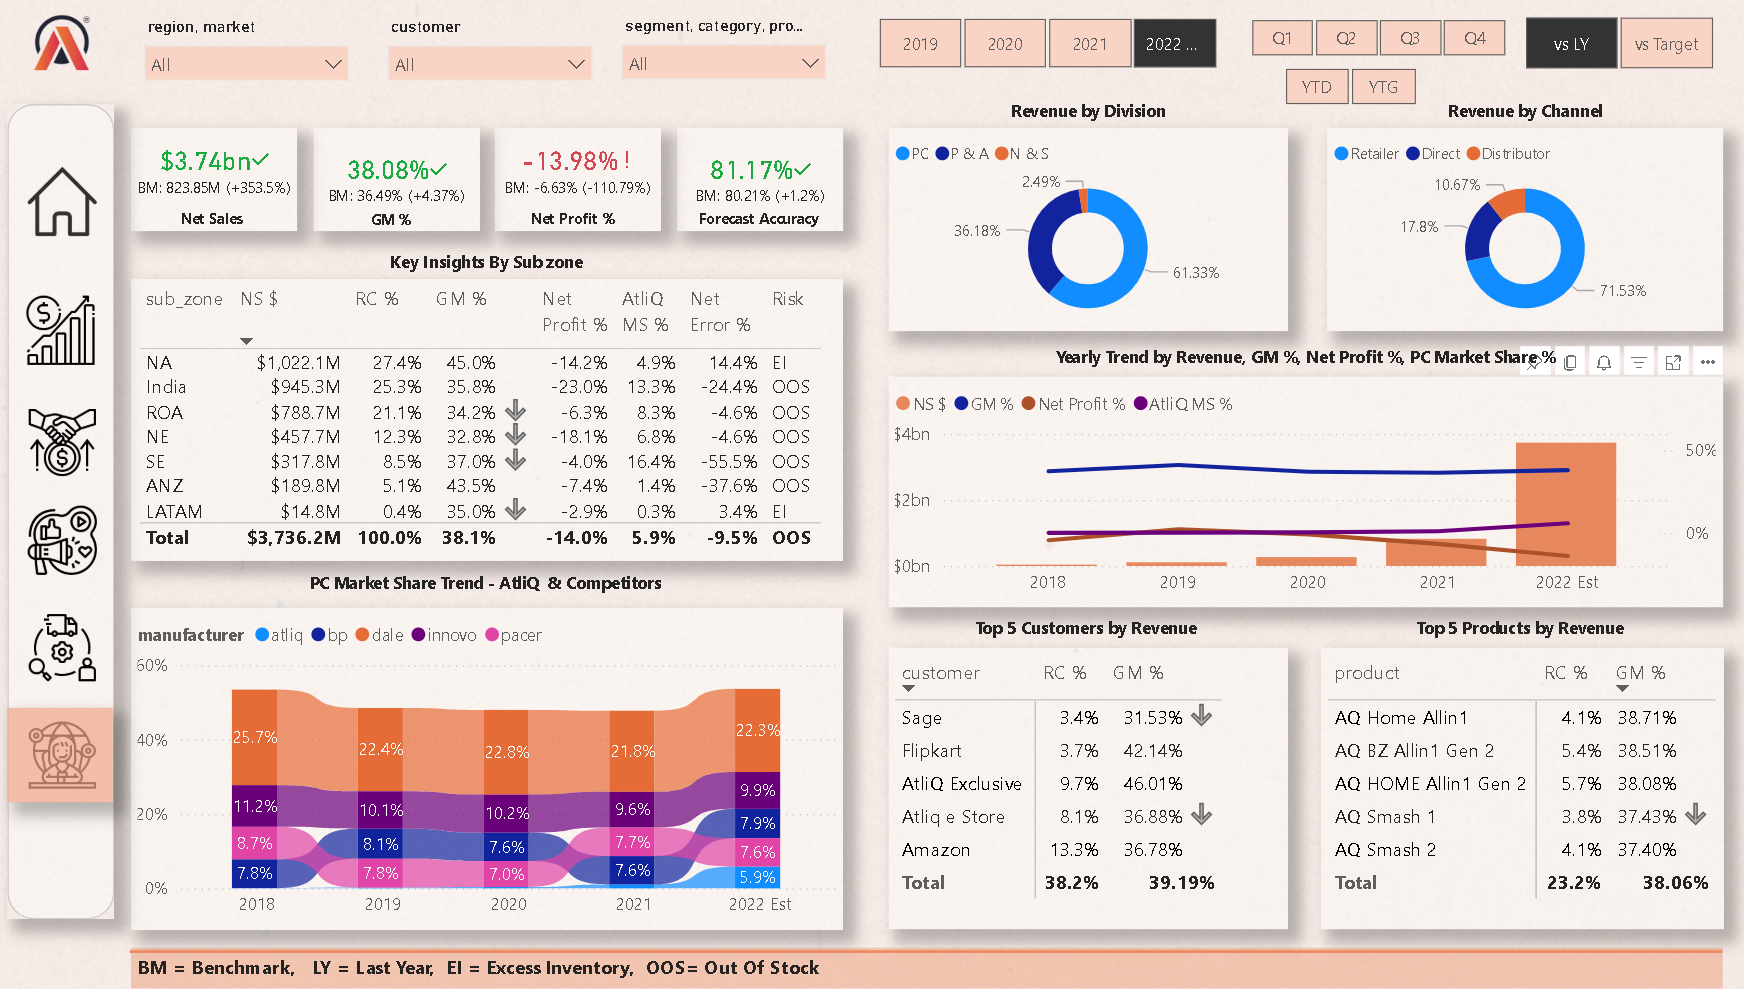 region, market
customer
segment, category, pro...
All
All
All
2019
2020
2021
2022 ...
Q1
Q2
Q3
Q4
YTD
YTG
vs LY
vs Target
$3.74bn
BM: 823.85M (+353.5%)
Net Sales
38.08%
BM: 36.49% (+4.37%)
GM %
-13.98% !
BM: -6.63% (-110.79%)
Net Profit %
81.17%
BM: 80.21% (+1.2%)
Forecast Accuracy
Revenue by Division
PC P & A N & S
2.49%
36.18%
61.33%
Revenue by Channel
Retailer Direct Distributor
10.67%
17.8%
71.53%
Key Insights By Subzone
sub_zone NS $ RC % GM % Net Profit % AtliQ MS % Net Error % Risk
NA $1,022.1M 27.4% 45.0% -14.2% 4.9% 14.4% EI
India $945.3M 25.3% 35.8% -23.0% 13.3% -24.4% OOS
ROA $788.7M 21.1% 34.2% -6.3% 8.3% -4.6% OOS
NE $457.7M 12.3% 32.8% -18.1% 6.8% -4.6% OOS
SE $317.8M 8.5% 37.0% -4.0% 16.4% -55.5% OOS
ANZ $189.8M 5.1% 43.5% -7.4% 1.4% -37.6% OOS
LATAM $14.8M 0.4% 35.0% -2.9% 0.3% 3.4% EI
Total $3,736.2M 100.0% 38.1% -14.0% 5.9% -9.5% OOS
Yearly Trend by Revenue, GM %, Net Profit %, PC Market Share %
NS $ GM % Net Profit % AtliQ MS %
$4bn
50%
$2bn
0%
$0bn
2018 2019 2020 2021 2022 Est
PC Market Share Trend - AtliQ & Competitors
manufacturer atliq bp dale innovo pacer
60%
40%
20%
0%
25.7% 22.4% 22.8% 21.8% 22.3%
11.2% 10.1% 10.2% 9.6% 9.9%
8.7% 8.1% 7.6% 7.7% 7.9%
7.8% 7.8% 7.0% 7.6% 7.6%
5.9%
2018 2019 2020 2021 2022 Est
Top 5 Customers by Revenue
customer RC % GM %
Sage 3.4% 31.53%
Flipkart 3.7% 42.14%
AtliQ Exclusive 9.7% 46.01%
Atliq e Store 8.1% 36.88%
Amazon 13.3% 36.78%
Total 38.2% 39.19%
Top 5 Products by Revenue
product RC % GM %
AQ Home Allin1 4.1% 38.71%
AQ BZ Allin1 Gen 2 5.4% 38.51%
AQ HOME Allin1 Gen 2 5.7% 38.08%
AQ Smash 1 3.8% 37.43%
AQ Smash 2 4.1% 37.40%
Total 23.2% 38.06%
BM = Benchmark, LY = Last Year, EI = Excess Inventory, OOS= Out Of Stock